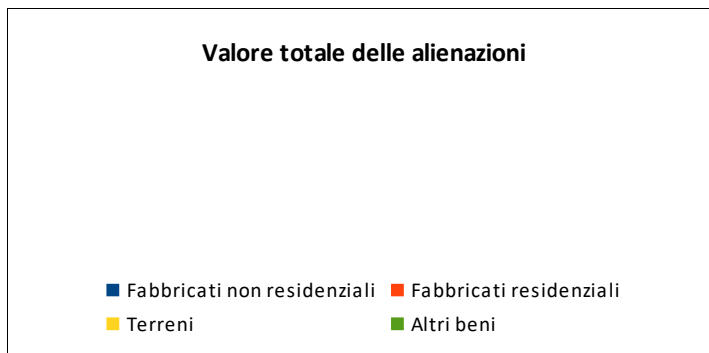 Valore totale delle alienazioni
Fabbricati non residenziali Fabbricati residenziali
Terreni Altri beni